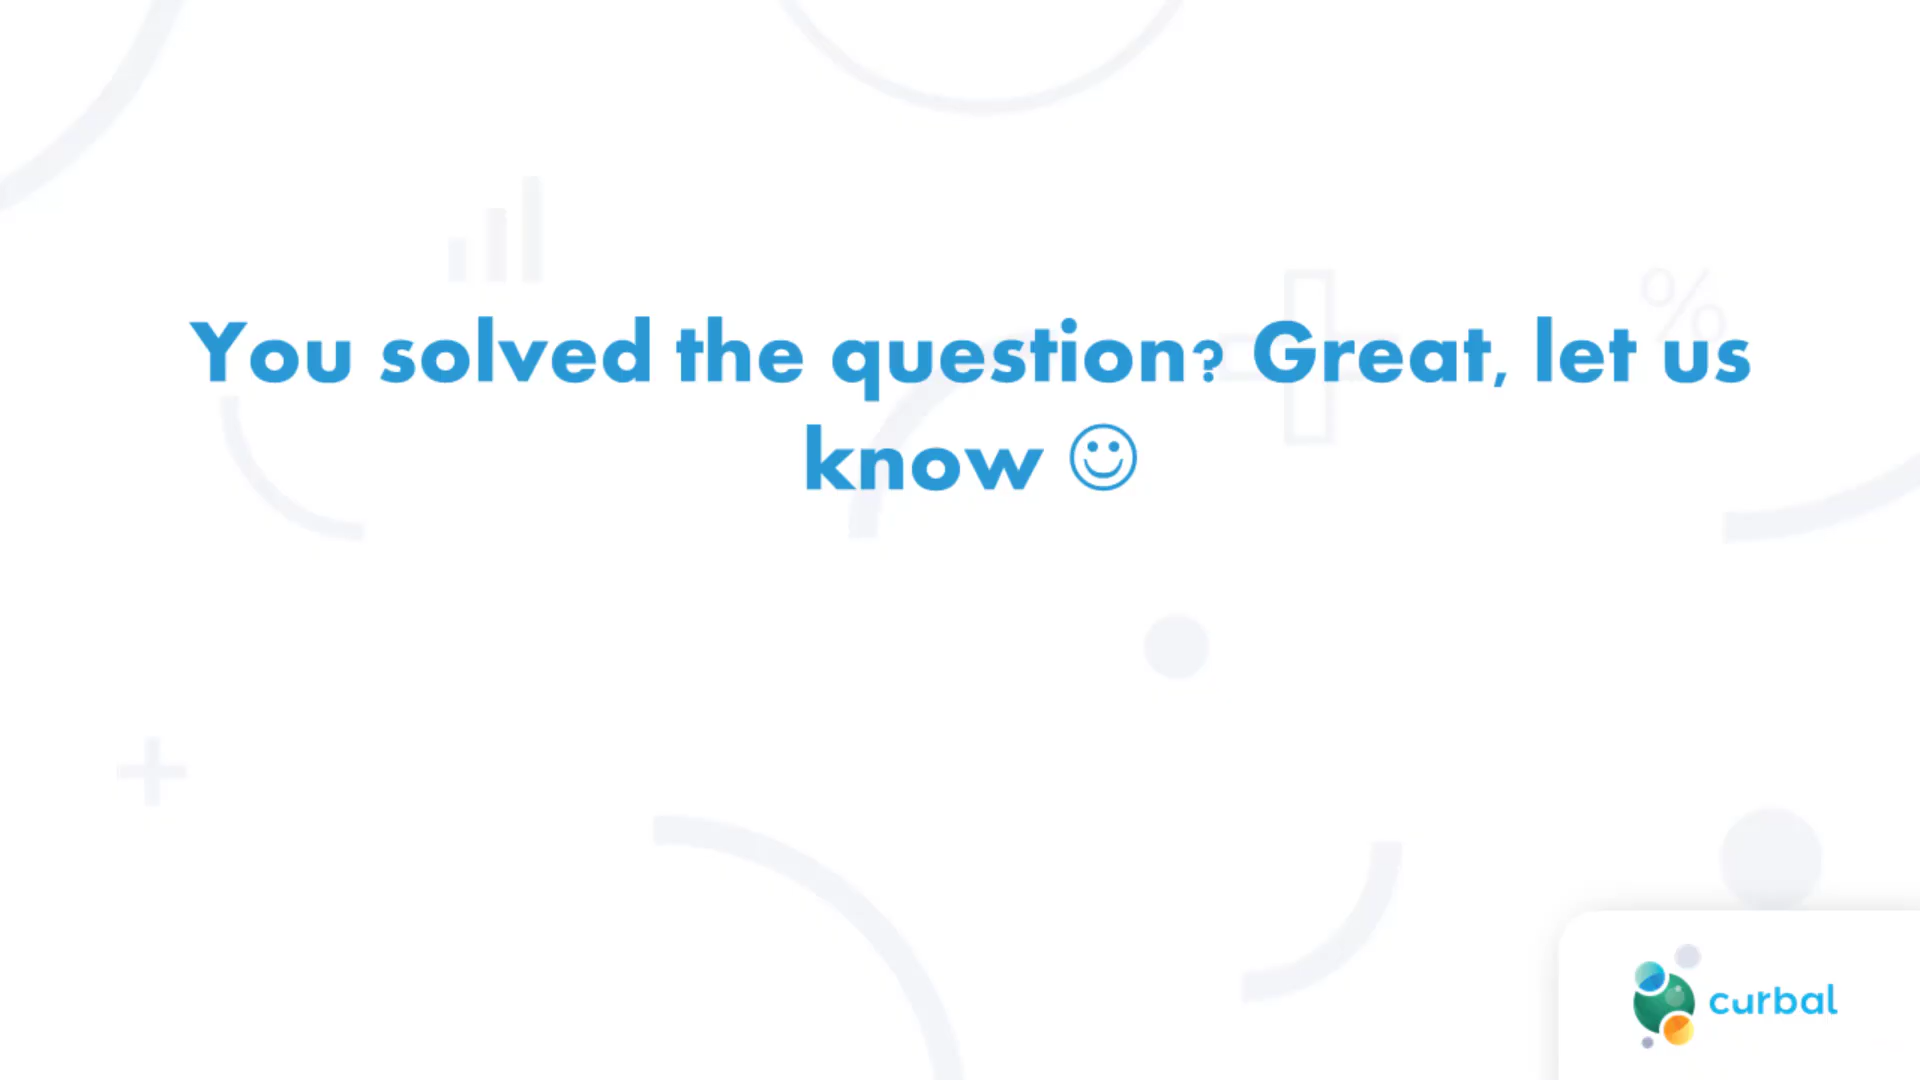 You solved the question? Great, let us
know ☺
%
curbal